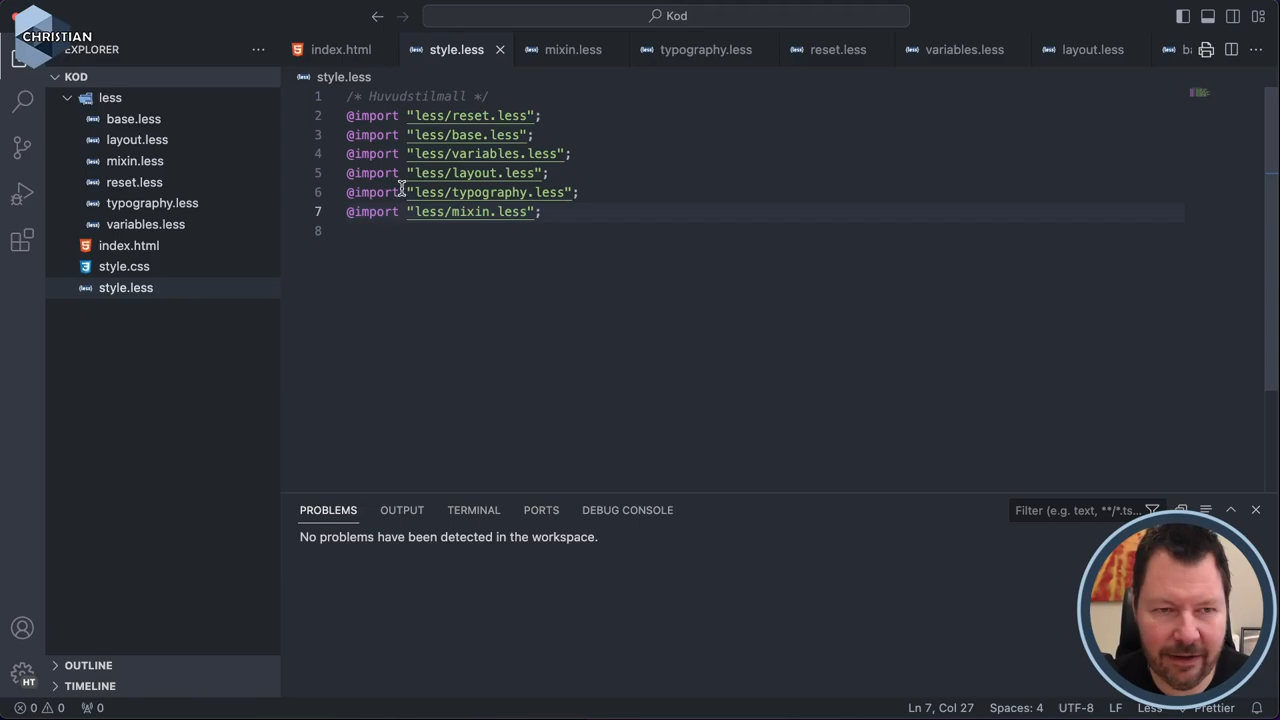 CHRISTIAN
Kod
EXPLORER
index.html
style.less
mixin.less
typography.less
reset.less
variables.less
layout.less
KOD
less
base.less
layout.less
mixin.less
reset.less
typography.less
variables.less
index.html
style.css
style.less
style.less
1 /* Huvudstilmall */
2 @import "less/reset.less";
3 @import "less/base.less";
4 @import "less/variables.less";
5 @import "less/layout.less";
6 @import "less/typography.less";
7 @import "less/mixin.less";
8
PROBLEMS OUTPUT TERMINAL PORTS DEBUG CONSOLE
Filter (e.g. text, **/*.ts...
No problems have been detected in the workspace.
HT
OUTLINE
TIMELINE
0 0 0
Ln 7, Col 27 Spaces: 4 UTF-8 LF Less Prettier